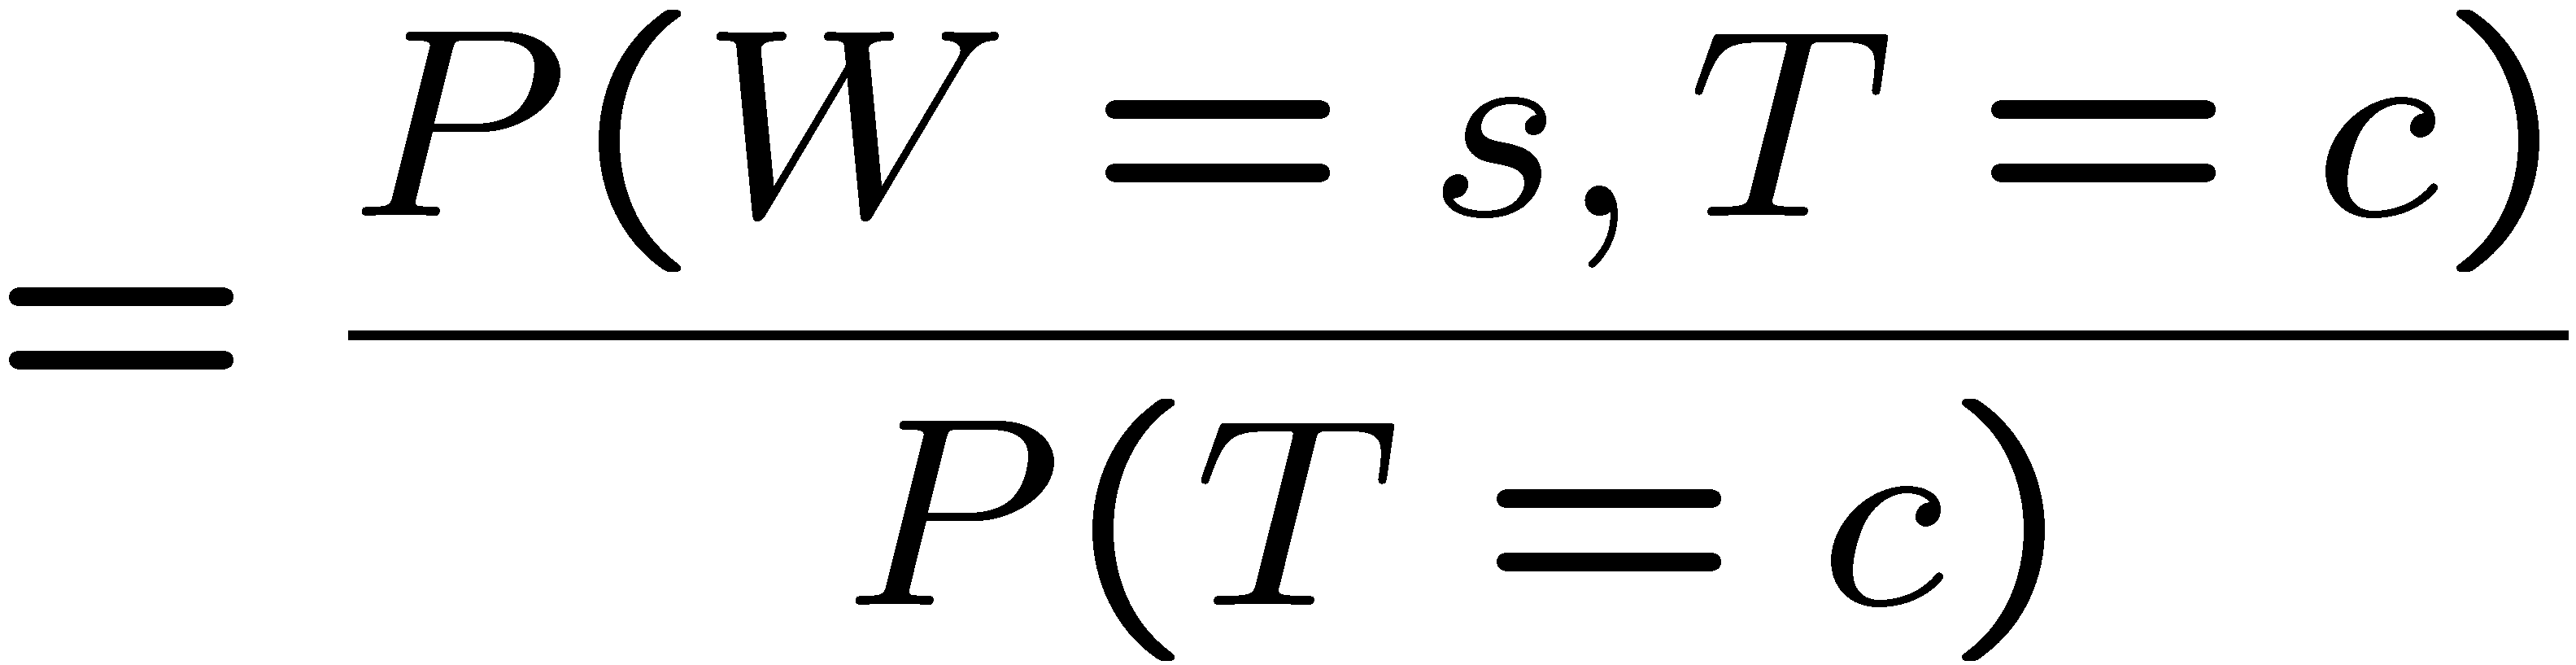 = P(W = s, T = c)
P(T = c)